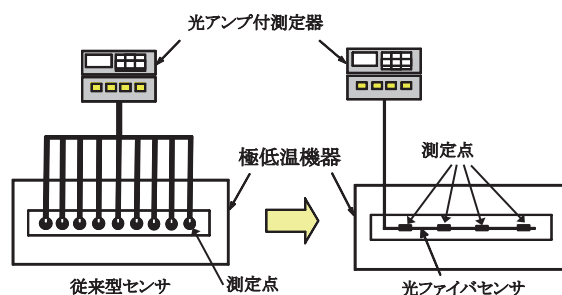 光アンプ付測定器
極低温機器
測定点
測定点
従来型センサ
光ファイバセンサ